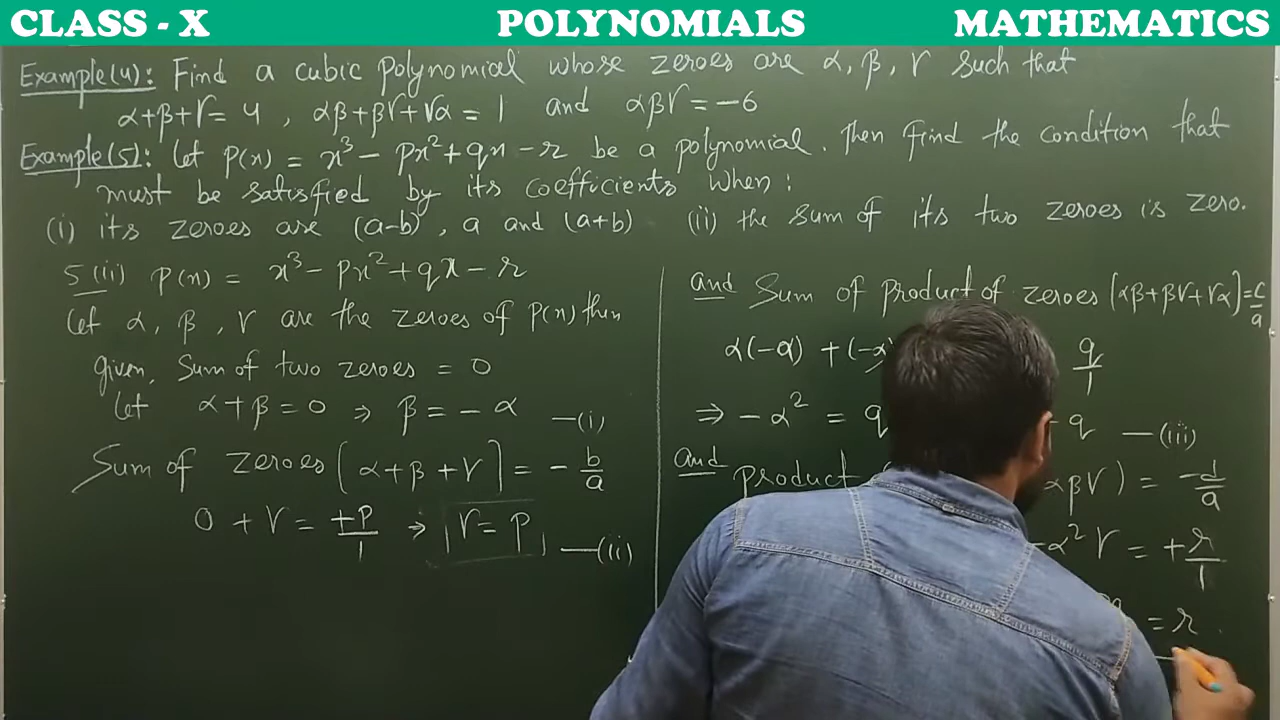 CLASS - X POLYNOMIALS MATHEMATICS
Example(4): Find a cubic polynomial whose zeroes are α, β, γ such that
α+β+γ = 4 , αβ+βγ+γα = 1 and αβγ = -6
Example(5): Let P(x) = x³ - px² + qx - r be a polynomial. Then find the condition that
must be satisfied by its coefficients when :
(i) its zeroes are (a-b), a and (a+b) (ii) the sum of its two zeroes is zero.
5(ii) P(x) = x³ - px² + qx - r
Let α, β, γ are the zeroes of P(x) then
given, Sum of two zeroes = 0
Let α+β = 0 ⇒ β = - α —(i)
Sum of zeroes (α+β+γ) = - b/a
0 + γ = +p/1 ⇒ γ = p —(ii)
and Sum of product of zeroes (αβ+βγ+γα) = c/a
α(-α) + (-α) q/1
⇒ - α² = q - q —(iii)
and product αβγ) = -d/a
-α² γ = +r/1
= r